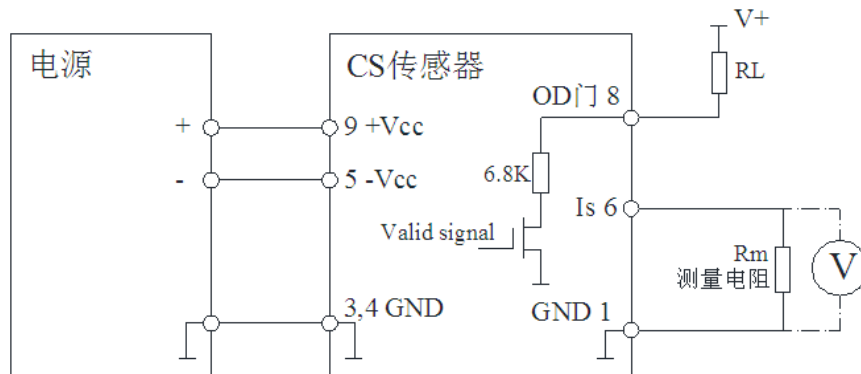 电源
CS传感器
V+
RL
OD门 8
+
9 +Vcc
6.8K
-
5 -Vcc
Is 6
Valid signal
Rm
测量电阻
V
3,4 GND
GND 1